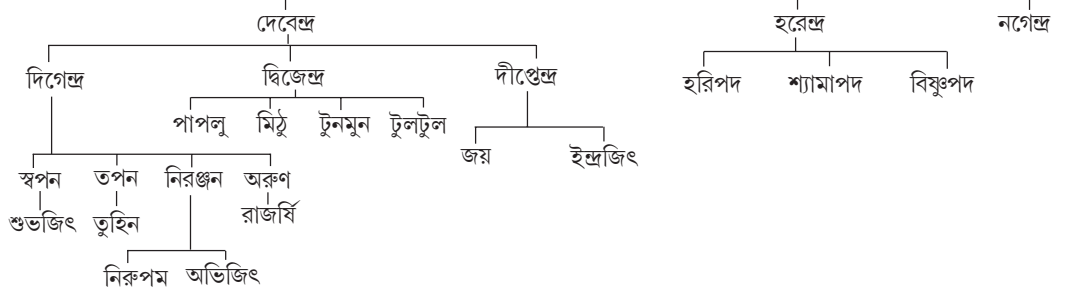 দেবেন্দ্র হরেন্দ্র নগেন্দ্র
দিগেন্দ্র দ্বিজেন্দ্র দীপ্তেন্দ্র হরিপদ শ্যামাপদ বিষ্ণুপদ
পাপলু মিঠু টুনমুন টুলটুল
জয় ইন্দ্রজিৎ
স্বপন তপন নিরঞ্জন অরুণ
শুভজিৎ তুহিন রাজর্ষি
নিরুপম অভিজিৎ